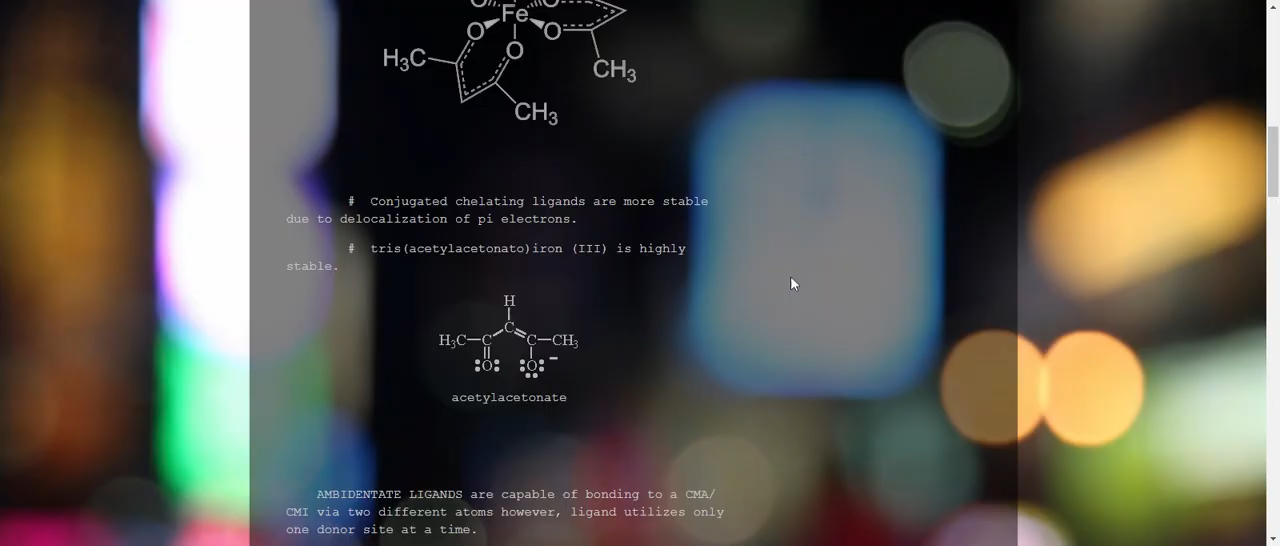 O Fe O
O O
H3C CH3
O
CH3
# Conjugated chelating ligands are more stable
due to delocalization of pi electrons.
# tris(acetylacetonato)iron (III) is highly
stable.
H
H3C C C C CH3
O O −
acetylacetonate
AMBIDENTATE LIGANDS are capable of bonding to a CMA/
CMI via two different atoms however, ligand utilizes only
one donor site at a time.